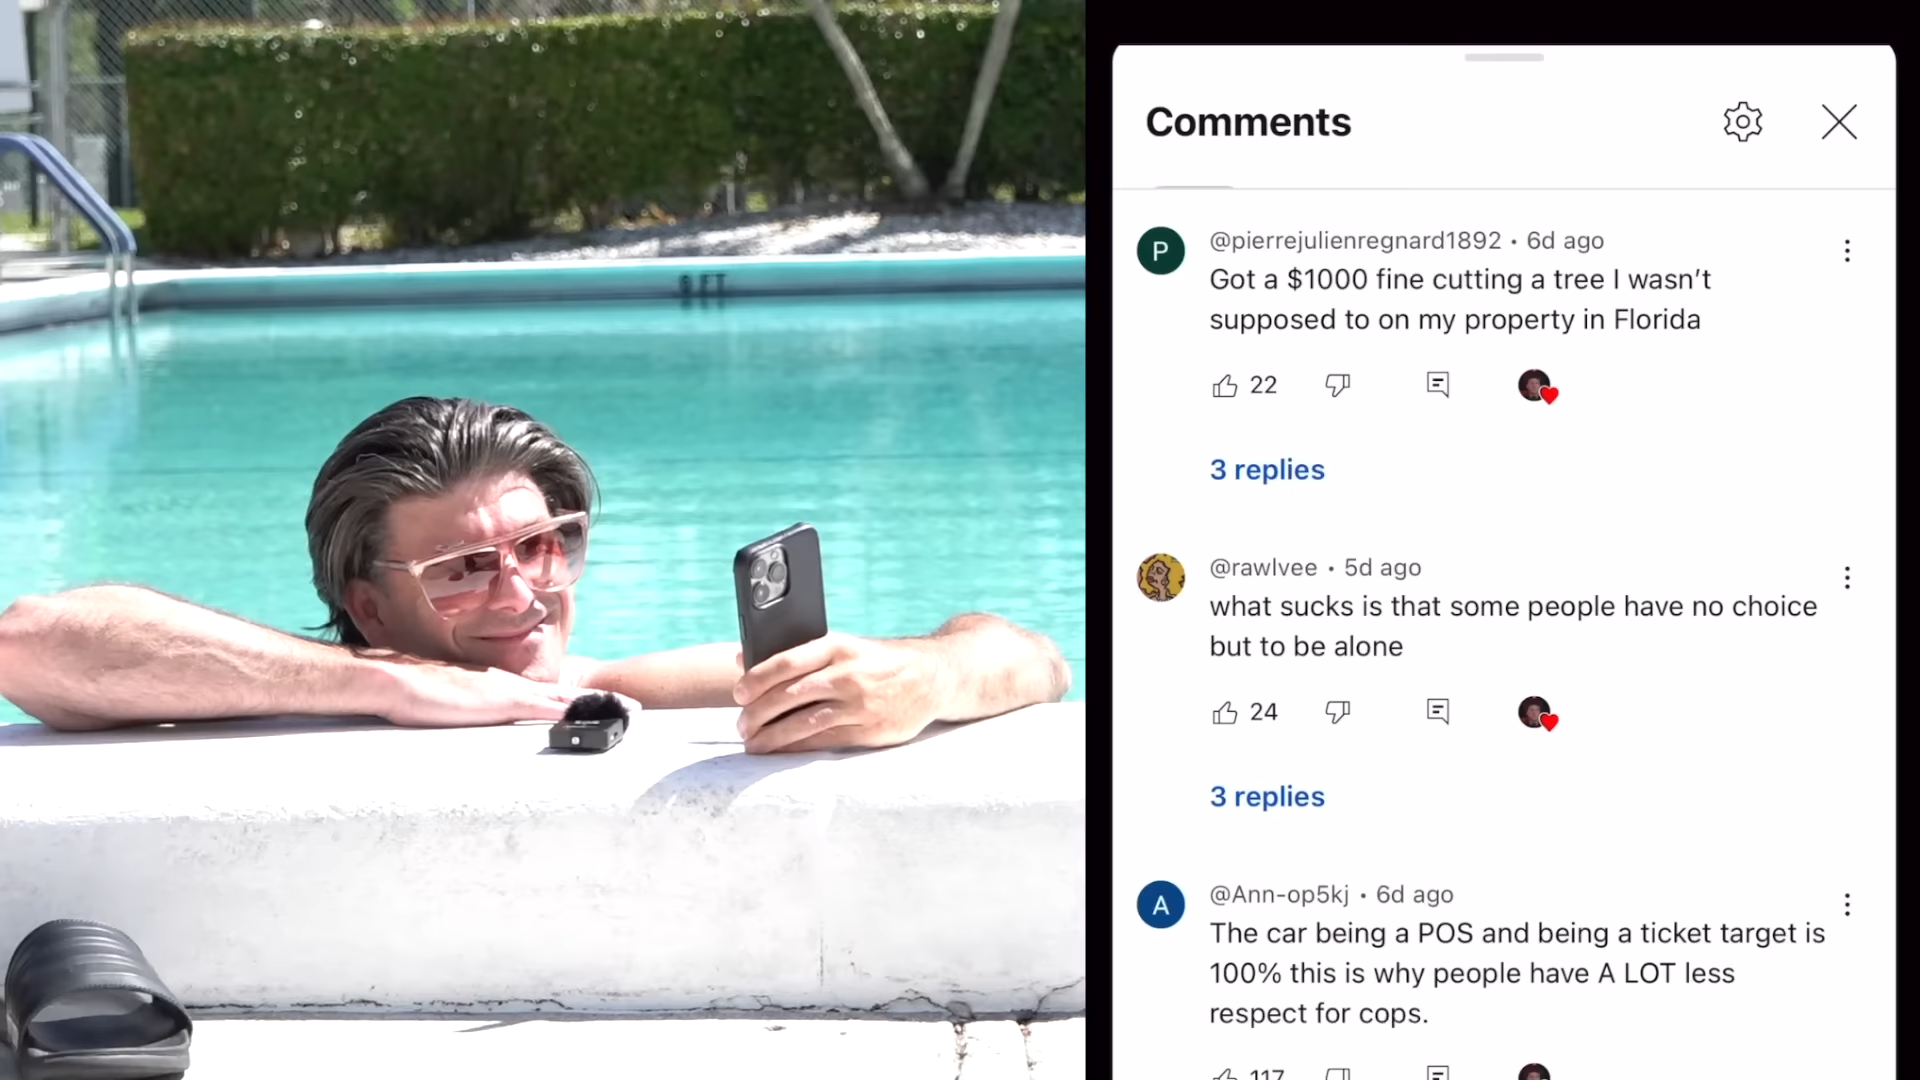 9 FT
Comments
P
@pierrejulienregnard1892 • 6d ago
Got a $1000 fine cutting a tree I wasn’t
supposed to on my property in Florida
22
3 replies
@rawlvee • 5d ago
what sucks is that some people have no choice
but to be alone
24
3 replies
A
@Ann-op5kj • 6d ago
The car being a POS and being a ticket target is
100% this is why people have A LOT less
respect for cops.
117